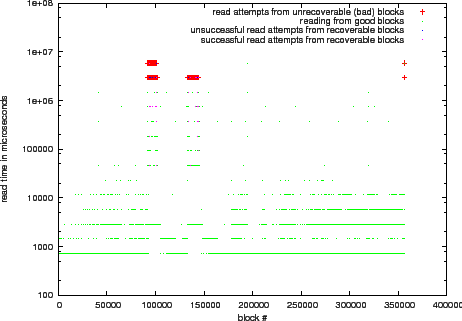 read attempts from unrecoverable (bad) blocks
reading from good blocks
unsuccessful read attempts from recoverable blocks
successful read attempts from recoverable blocks
1e+08
1e+07
1e+06
100000
10000
1000
100
read time in microseconds
0 50000 100000 150000 200000 250000 300000 350000 400000
block #